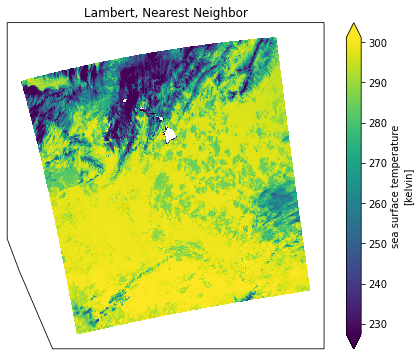 Lambert, Nearest Neighbor
300
290
280
270
260
250
240
230
sea surface temperature
[kelvin]